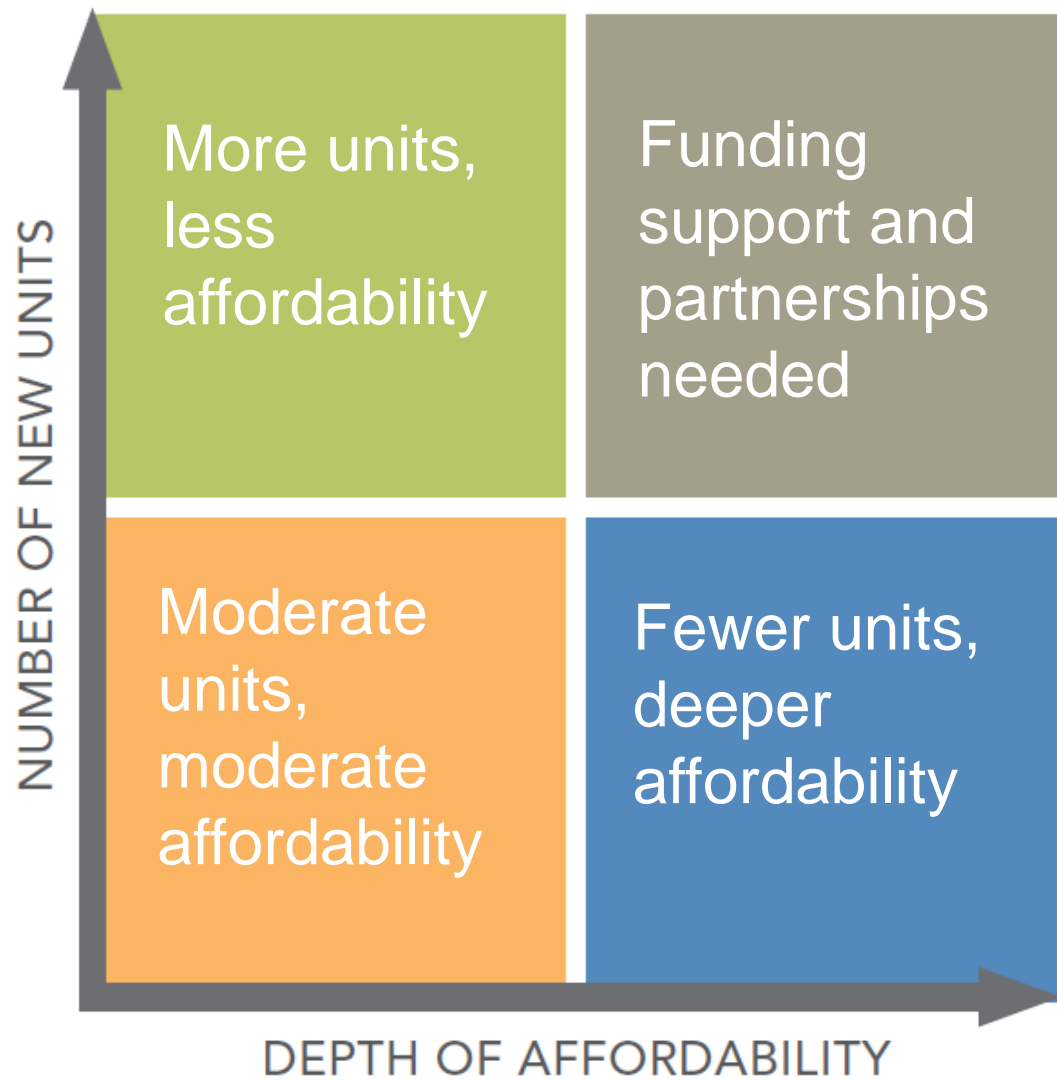 NUMBER OF NEW UNITS
More units,
less
affordability
Funding
support and
partnerships
needed
Moderate
units,
moderate
affordability
Fewer units,
deeper
affordability
DEPTH OF AFFORDABILITY